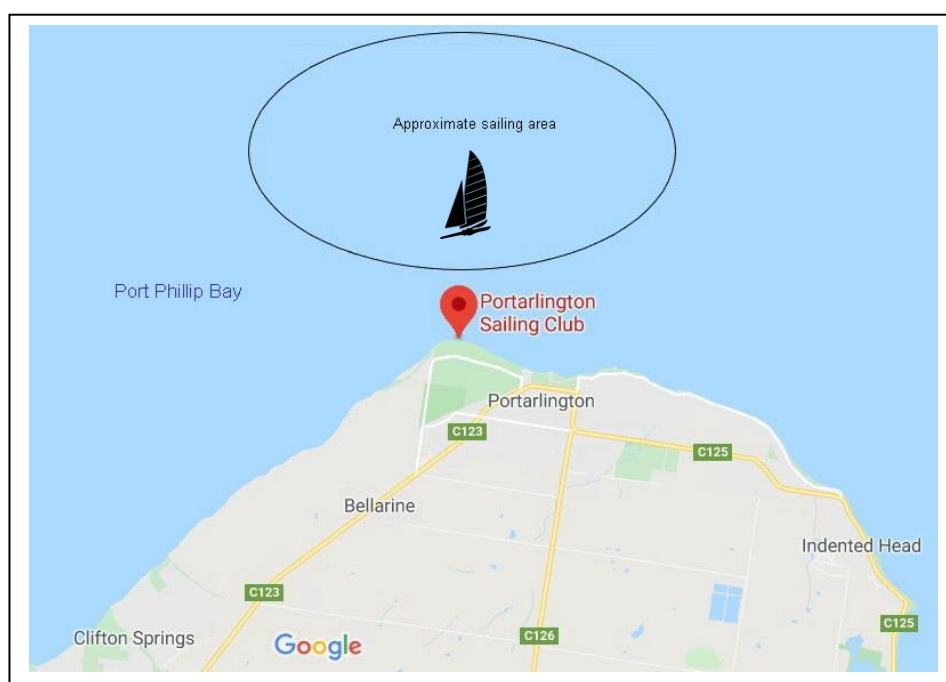 Approximate sailing area
Port Phillip Bay
Portarlington
Sailing Club
Portarlington
C123
C125
Bellarine
Indented Head
C123
C126
C125
Clifton Springs
Google